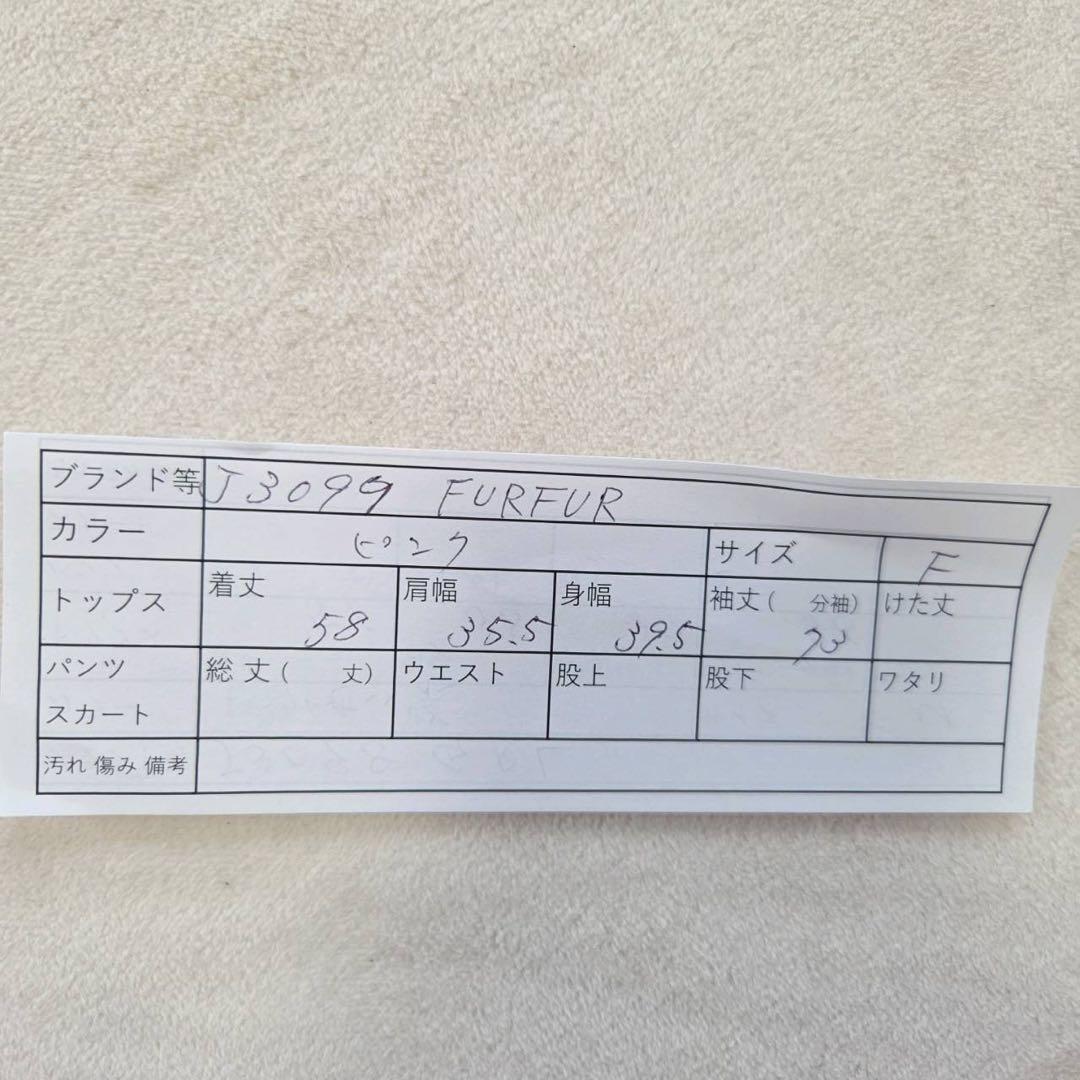 ブランド等 J3099 FURFUR
カラー ピンク サイズ F
トップス 着丈 58 肩幅 35.5 身幅 39.5 袖丈( 分袖) 73 けた丈
パンツ スカート 総丈( 丈) ウエスト 股上 股下 ワタリ
汚れ 傷み 備考